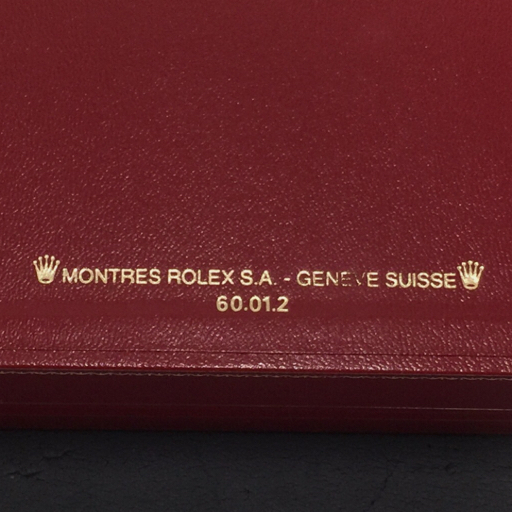 MONTRES ROLEX S.A. - GENEVE SUISSE
60.01.2